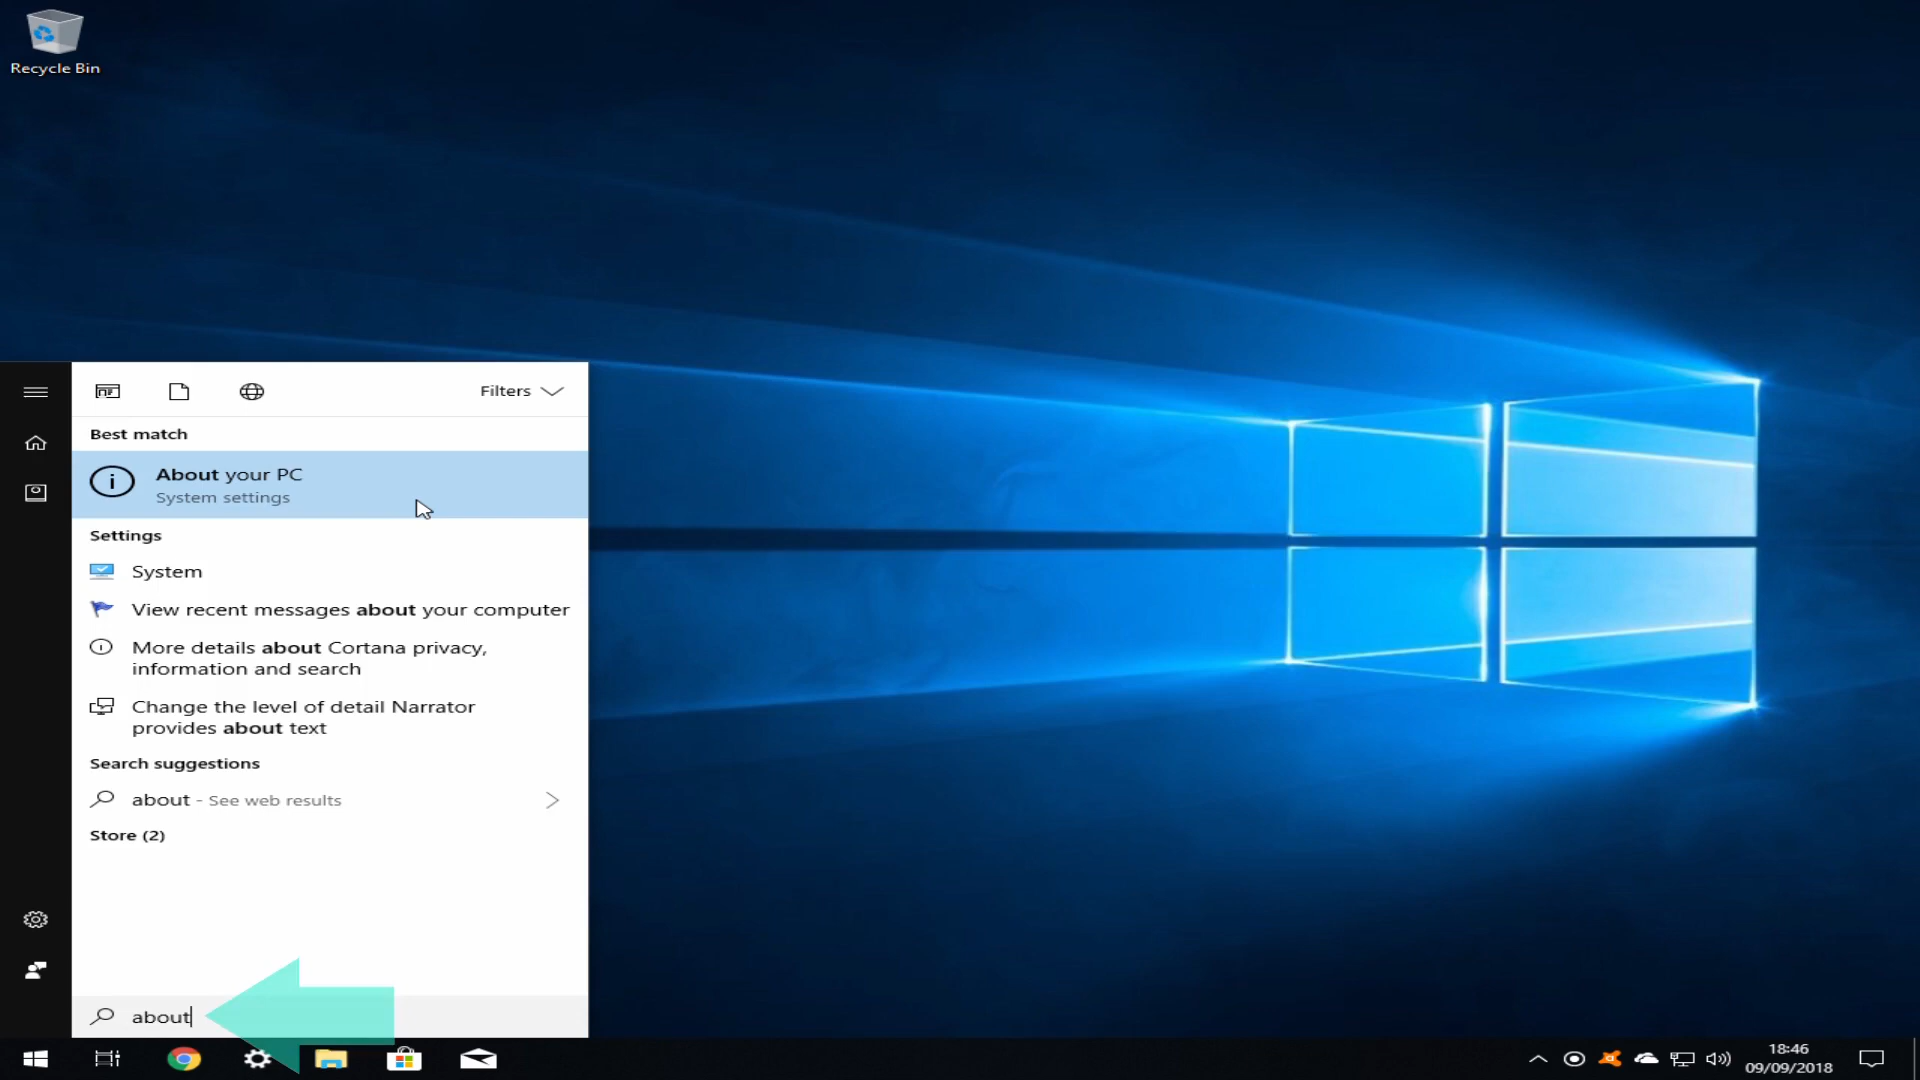 Recycle Bin
Filters
Best match
About your PC
System settings
Settings
System
View recent messages about your computer
More details about Cortana privacy,
information and search
Change the level of detail Narrator
provides about text
Search suggestions
about - See web results
Store (2)
about
18:46
09/09/2018